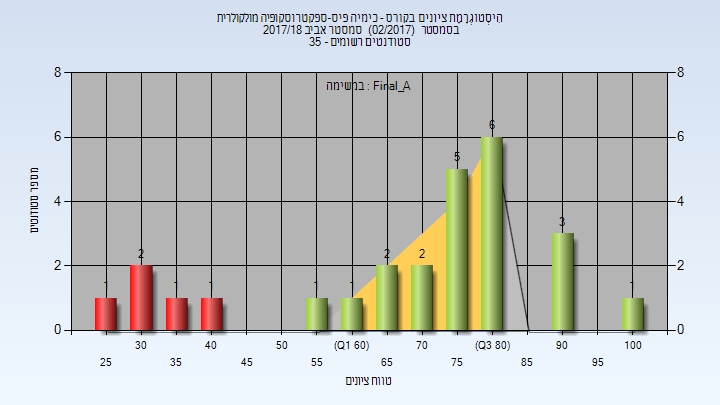 היסטוגרמת ציונים בקורס - כימיה פיס-ספקטרוסקופיה מולקולרית
בסמסטר (02/2017) סמסטר אביב 2017/18
סטודנטים רשומים - 35
במשימה : Final_A
8 8
6 6
4 4
2 2
0 0
מספר סטודנטים
1 2 1 1 1 1 2 2 5 6 3 1
30 40 50 (Q1 60) 70 (Q3 80) 90 100
25 35 45 55 65 75 85 95
טווח ציונים